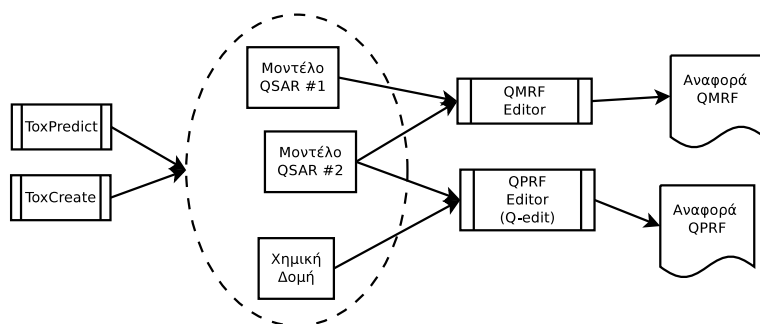 ToxPredict
ToxCreate
Μοντέλο
QSAR #1
Μοντέλο
QSAR #2
Χημική
Δομή
QMRF
Editor
QPRF
Editor
(Q-edit)
Αναφορά
QMRF
Αναφορά
QPRF